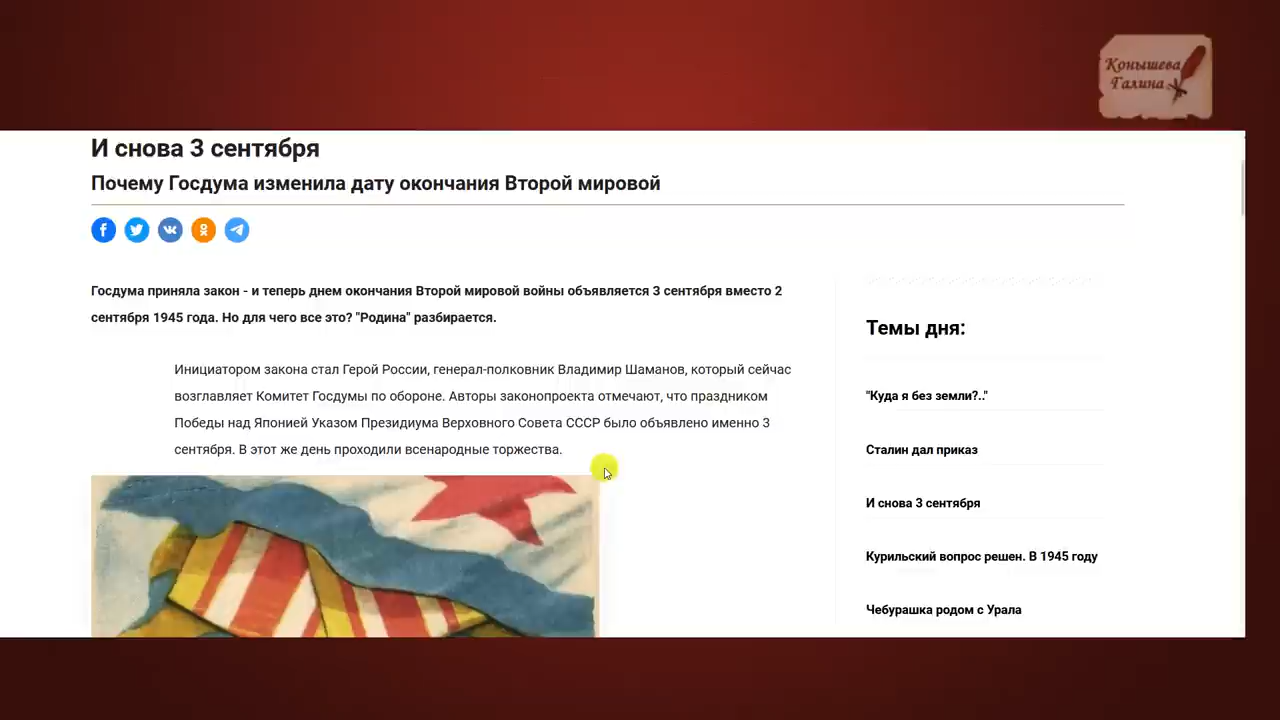 Конышева
Галина
И снова 3 сентября
Почему Госдума изменила дату окончания Второй мировой
Госдума приняла закон - и теперь днем окончания Второй мировой войны объявляется 3 сентября вместо 2
сентября 1945 года. Но для чего все это? "Родина" разбирается.
Инициатором закона стал Герой России, генерал-полковник Владимир Шаманов, который сейчас
возглавляет Комитет Госдумы по обороне. Авторы законопроекта отмечают, что праздником
Победы над Японией Указом Президиума Верховного Совета СССР было объявлено именно 3
сентября. В этот же день проходили всенародные торжества.
Темы дня:
"Куда я без земли?.."
Сталин дал приказ
И снова 3 сентября
Курильский вопрос решен. В 1945 году
Чебурашка родом с Урала